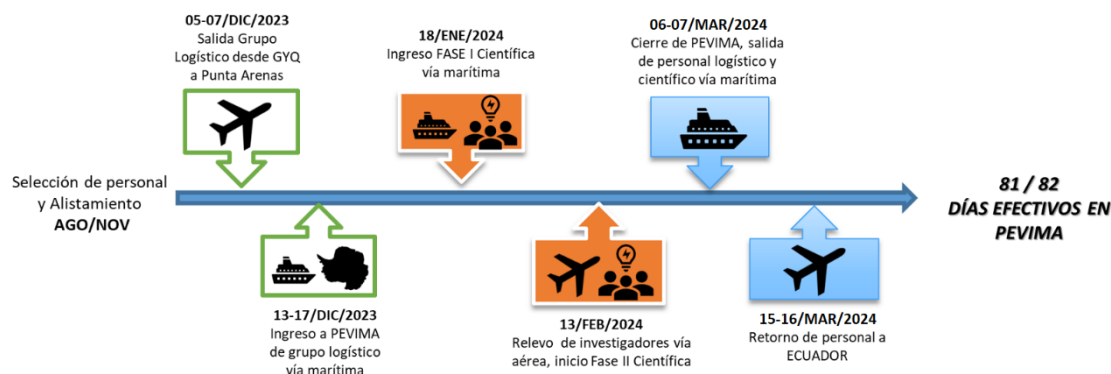 05-07/DIC/2023
Salida Grupo
Logístico desde GYQ
a Punta Arenas
18/ENE/2024
Ingreso FASE I Científica
vía marítima
06-07/MAR/2024
Cierre de PEVIMA, salida
de personal logístico y
científico vía marítima
Selección de personal
y Alistamiento
AGO/NOV
81 / 82
DÍAS EFECTIVOS EN
PEVIMA
13-17/DIC/2023
Ingreso a PEVIMA
de grupo logístico
vía marítima
13/FEB/2024
Relevo de investigadores vía
aérea, inicio Fase II Científica
15-16/MAR/2024
Retorno de personal a
ECUADOR